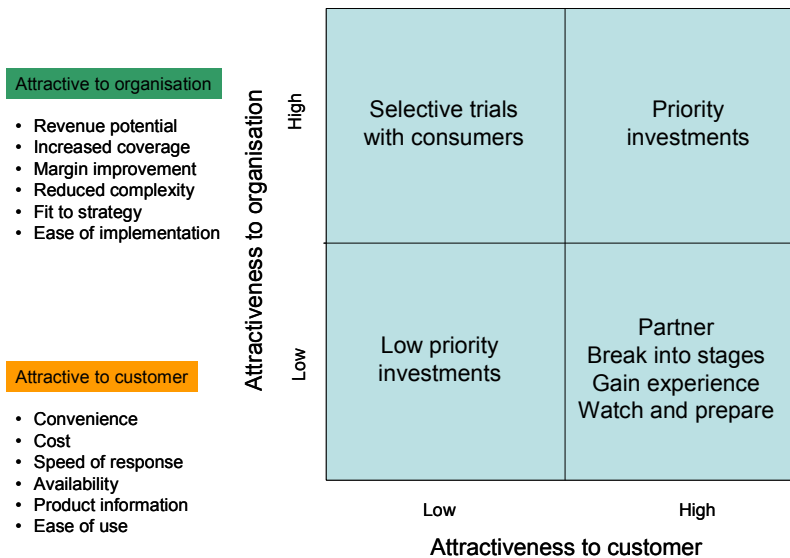 Attractive to organisation
• Revenue potential
• Increased coverage
• Margin improvement
• Reduced complexity
• Fit to strategy
• Ease of implementation
Attractive to customer
• Convenience
• Cost
• Speed of response
• Availability
• Product information
• Ease of use
Attractiveness to organisation
High
Low
Selective trials
with consumers
Priority
investments
Low priority
investments
Partner
Break into stages
Gain experience
Watch and prepare
Low
High
Attractiveness to customer